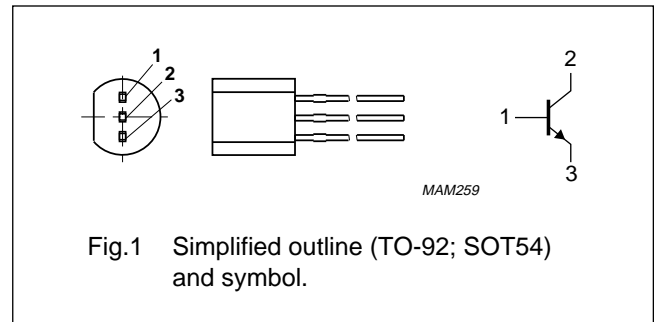 1
2
3
2
1
3
MAM259
Fig.1 Simplified outline (TO-92; SOT54)
and symbol.